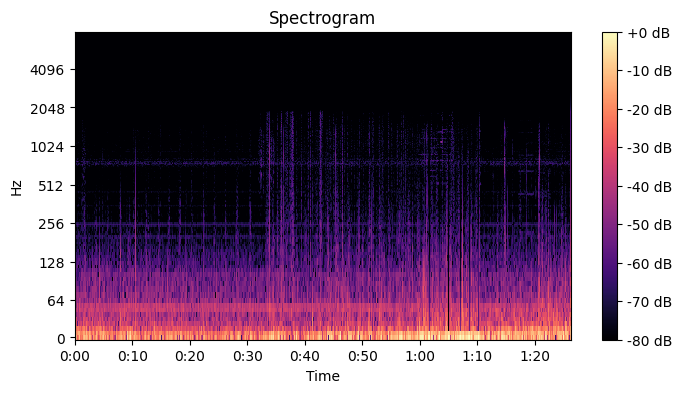 Spectrogram
Hz
4096
2048
1024
512
256
128
64
0
0:00 0:10 0:20 0:30 0:40 0:50 1:00 1:10 1:20
Time
+0 dB
-10 dB
-20 dB
-30 dB
-40 dB
-50 dB
-60 dB
-70 dB
-80 dB